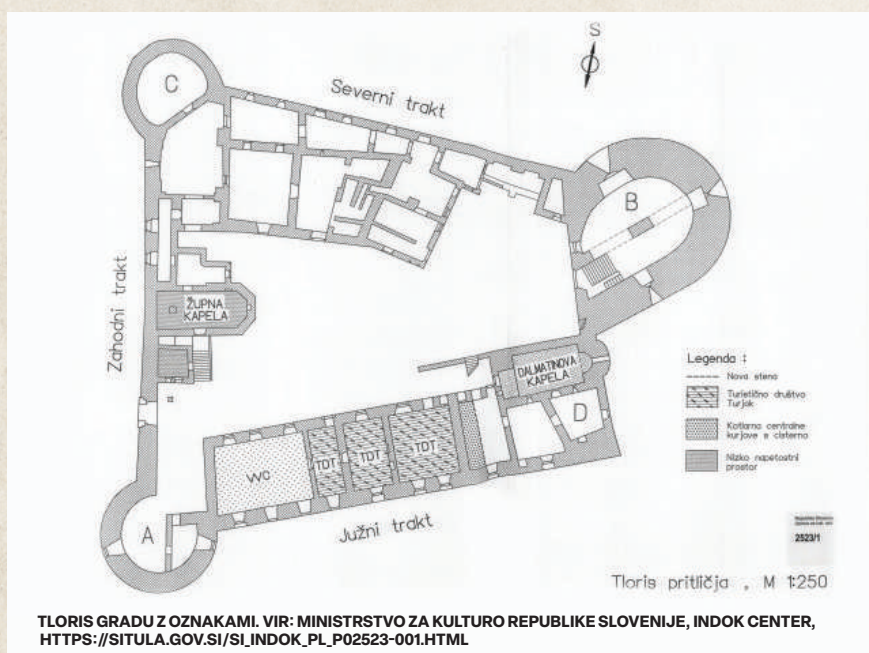 S
C
Severni trakt
B
Zahodni trakt
ŽUPNA
KAPELA
DALMATINOVA
KAPELA
D
VVC
TDT
TDT
TDT
A
Južni trakt
Legenda :
Nova stena
Turistično društvo
Turjak
Kotlarna centralne
kurjave s cisterno
Nizko napetostni
prostor
2523/1
Tloris pritličja , M 1:250
TLORIS GRADU Z OZNAKAMI. VIR: MINISTRSTVO ZA KULTURO REPUBLIKE SLOVENIJE, INDOK CENTER,
HTTPS://SITULA.GOV.SI/SI_INDOK_PL_P02523-001.HTML